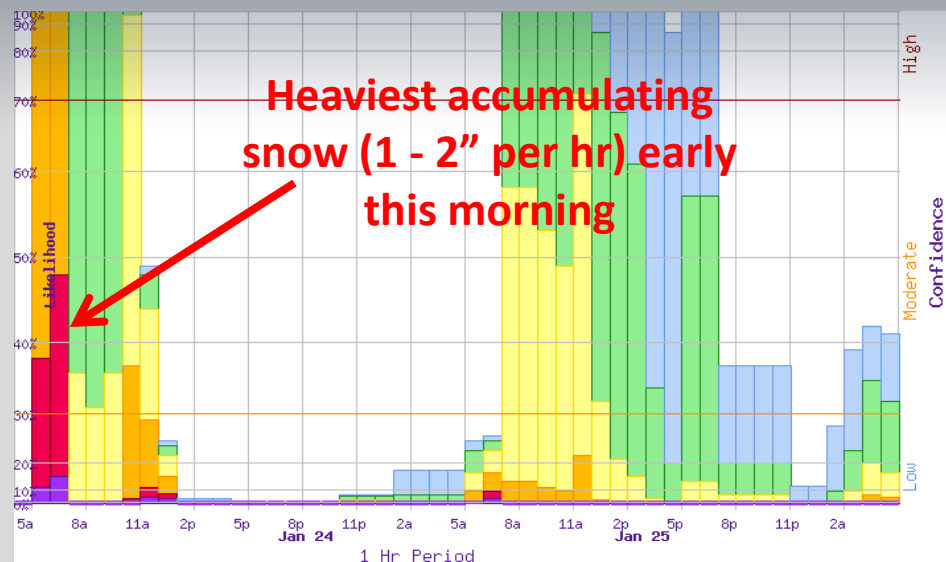 100%
90%
80%
70%
60%
50%
40%
30%
20%
10%
0%
Likelihood
Heaviest accumulating
snow (1 - 2” per hr) early
this morning
High
Moderate
Low
Confidence
5a 8a 11a 2p 5p 8p 11p 2a 5a 8a 11a 2p 5p 8p 11p 2a
Jan 24 Jan 25
1 Hr Period